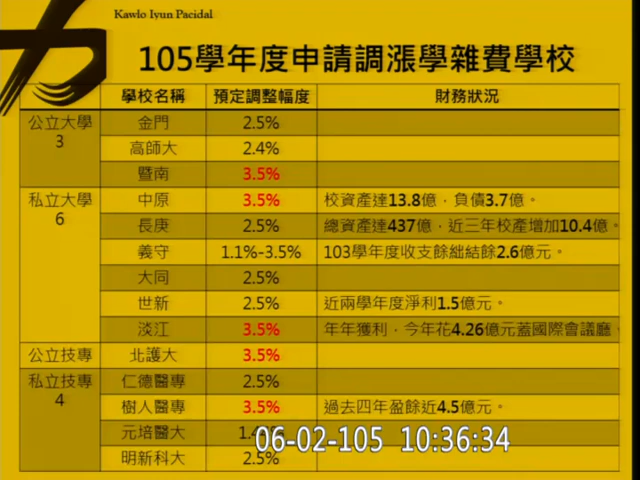 Kawlo Iyun Pacidal
105學年度申請調漲學雜費學校
學校名稱 預定調整幅度 財務狀況
公立大學 3 金門 2.5%
高師大 2.4%
暨南 3.5%
私立大學 6 中原 3.5% 校資產達13.8億，負債3.7億。
長庚 2.5% 總資產達437億，近三年校產增加10.4億。
義守 1.1%-3.5% 103學年度收支餘絀結餘2.6億元。
大同 2.5%
世新 2.5% 近兩學年度淨利1.5億元。
淡江 3.5% 年年獲利，今年花4.26億元蓋國際會議廳
公立技專 北護大 3.5%
私立技專 4 仁德醫專 2.5%
樹人醫專 3.5% 過去四年盈餘近4.5億元。
元培醫大
明新科大 2.5%
06-02-105 10:36:34